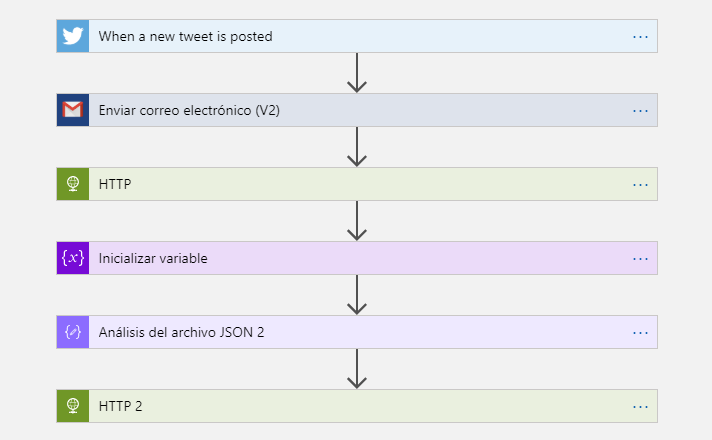 When a new tweet is posted
Enviar correo electrónico (V2)
HTTP
Inicializar variable
Análisis del archivo JSON 2
HTTP 2